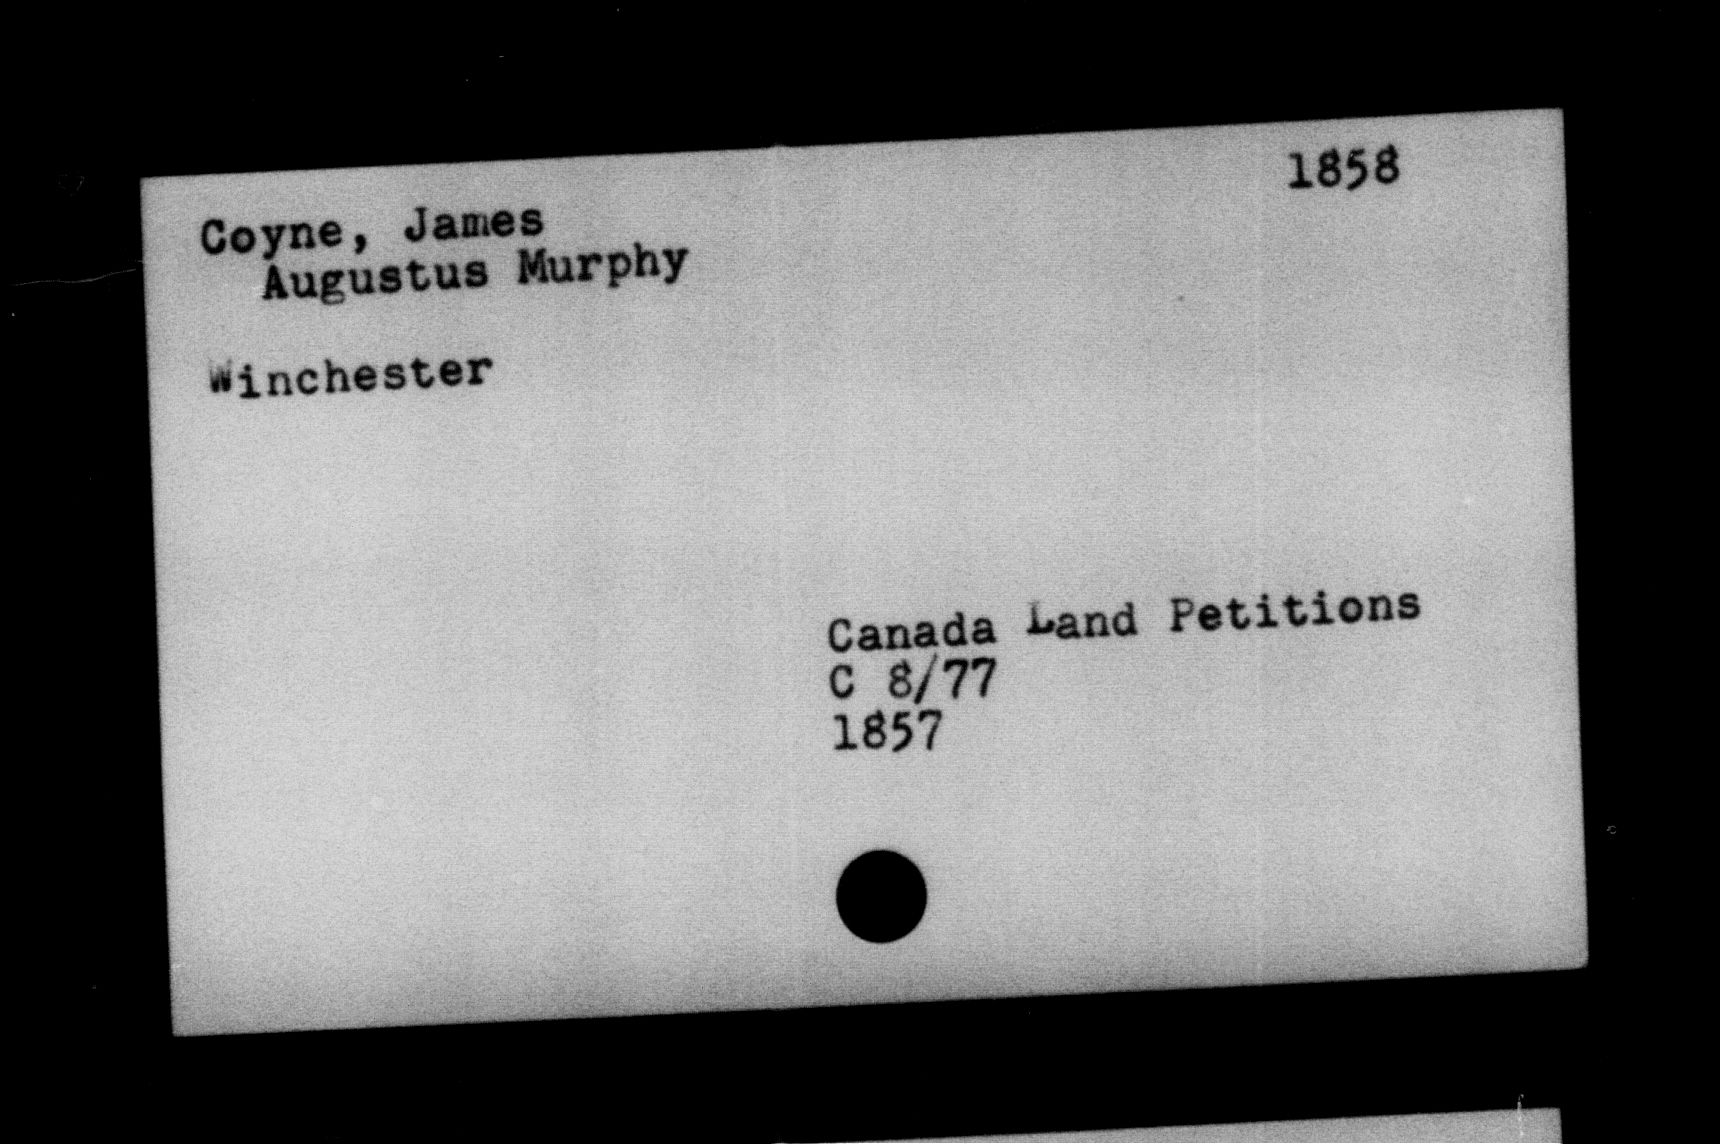 1858
Coyne, James
Augustus Murphy
Winchester
Canada Land Petitions
C 8/77
1857